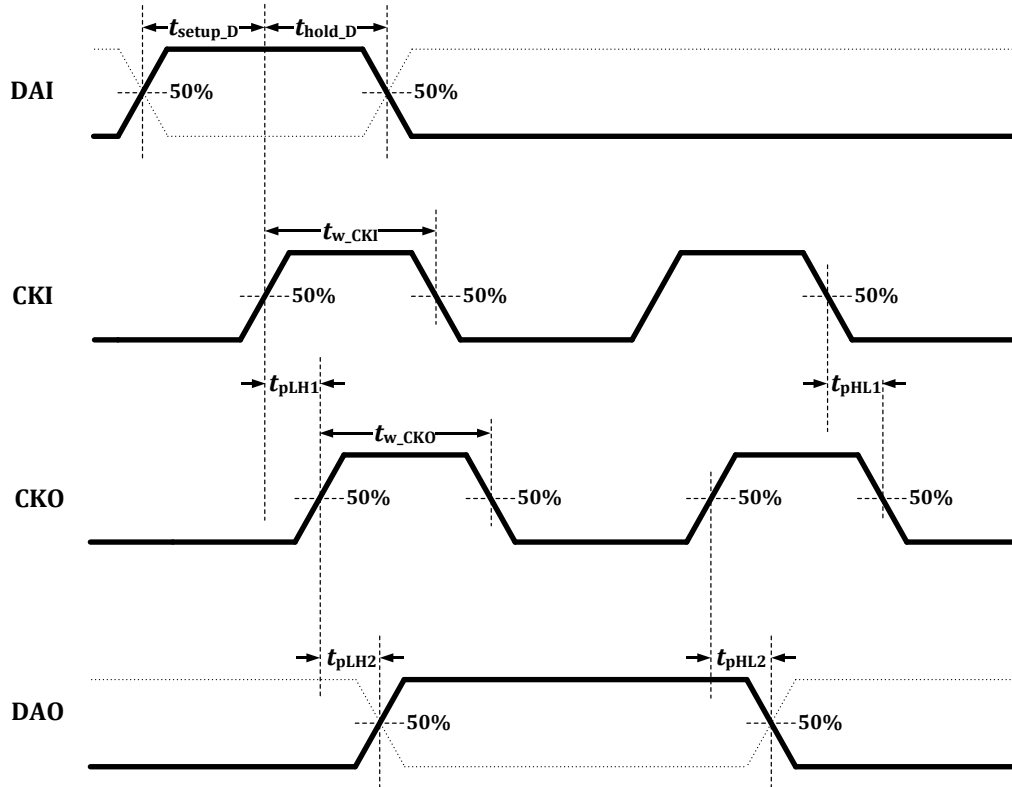 tsetup_D thold_D
DAI 50% 50%
tw_CKI
CKI 50% 50% 50%
tpLH1 tpHL1
tw_CKO
CKO 50% 50% 50% 50%
tpLH2 tpHL2
DAO 50% 50%